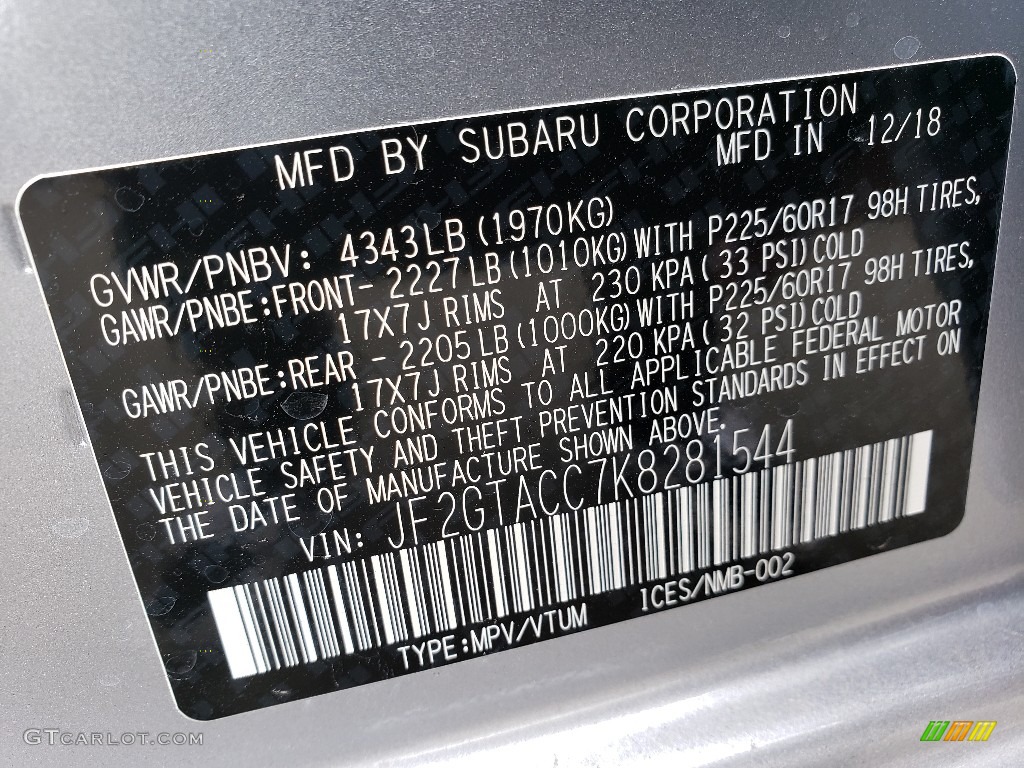 MFD BY SUBARU CORPORATION
MFD IN 12/18
GVWR/PNBV: 4343LB (1970KG)
GAWR/PNBE:FRONT- 2227LB(1010KG)WITH P225/60R17 98H TIRES,
17X7J RIMS AT 230 KPA( 33 PSI)COLD
GAWR/PNBE:REAR - 2205LB(1000KG)WITH P225/60R17 98H TIRES,
17X7J RIMS AT 220 KPA( 32 PSI)COLD
THIS VEHICLE CONFORMS TO ALL APPLICABLE FEDERAL MOTOR
VEHICLE SAFETY AND THEFT PREVENTION STANDARDS IN EFFECT ON
THE DATE OF MANUFACTURE SHOWN ABOVE.
VIN: JF2GTACC7K8281544
TYPE:MPV/VTUM ICES/NMB-002
GTCARLOT.COM